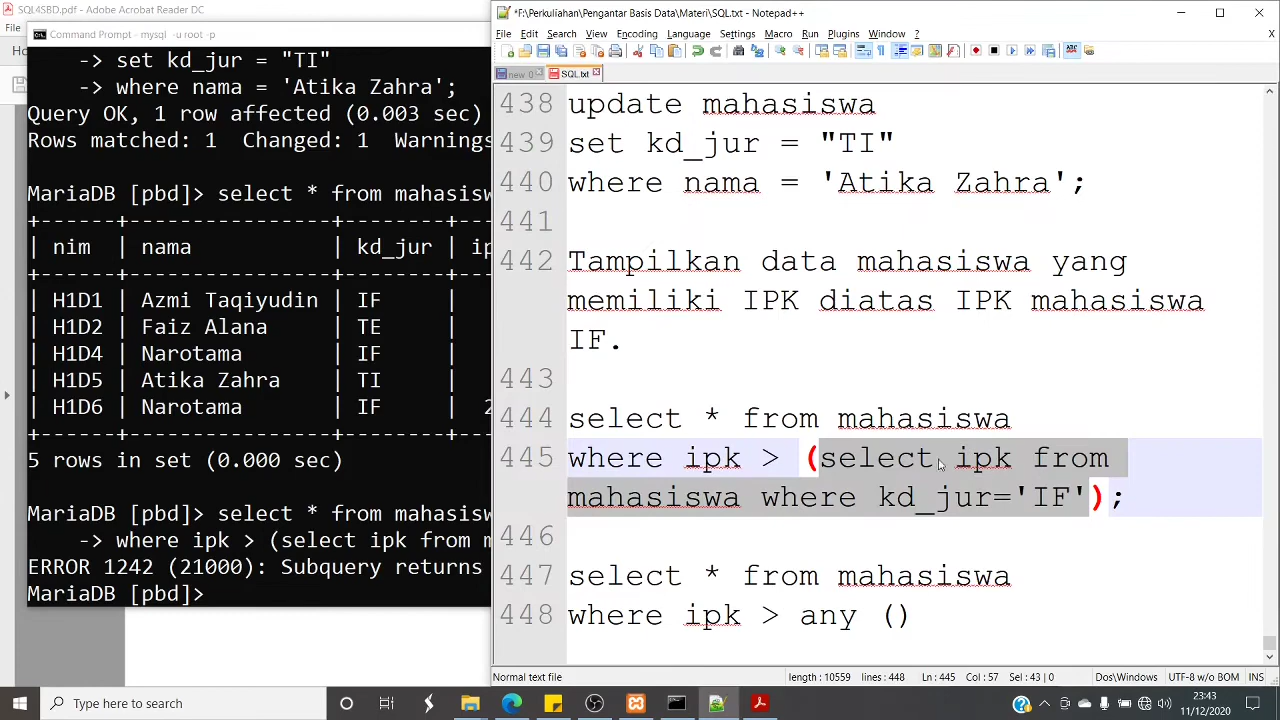 SQL4SBD.pdf - Adobe Acrobat Reader DC
File
Command Prompt - mysql -u root -p
-> set kd_jur = "TI"
-> where nama = 'Atika Zahra';
Query OK, 1 row affected (0.003 sec)
Rows matched: 1 Changed: 1 Warnings
MariaDB [pbd]> select * from mahasisw
| nim | nama | kd_jur | ip
| H1D1 | Azmi Taqiyudin | IF |
| H1D2 | Faiz Alana | TE |
| H1D4 | Narotama | IF |
| H1D5 | Atika Zahra | TI |
| H1D6 | Narotama | IF | 2
5 rows in set (0.000 sec)
MariaDB [pbd]> select * from mahasisw
-> where ipk > (select ipk from m
ERROR 1242 (21000): Subquery returns
MariaDB [pbd]>
*F:\Perkuliahan\Pengantar Basis Data\Materi\SQL.txt - Notepad++
File Edit Search View Encoding Language Settings Macro Run Plugins Window ?
new 0 SQL.txt
438 update mahasiswa
439 set kd_jur = "TI"
440 where nama = 'Atika Zahra';
441
442 Tampilkan data mahasiswa yang
memiliki IPK diatas IPK mahasiswa
IF.
443
444 select * from mahasiswa
445 where ipk > (select ipk from
mahasiswa where kd_jur='IF');
446
447 select * from mahasiswa
448 where ipk > any ()
Normal text file length : 10559 lines : 448 Ln : 445 Col : 57 Sel : 43 | 0 Dos\Windows UTF-8 w/o BOM INS
Type here to search
23:43
11/12/2020